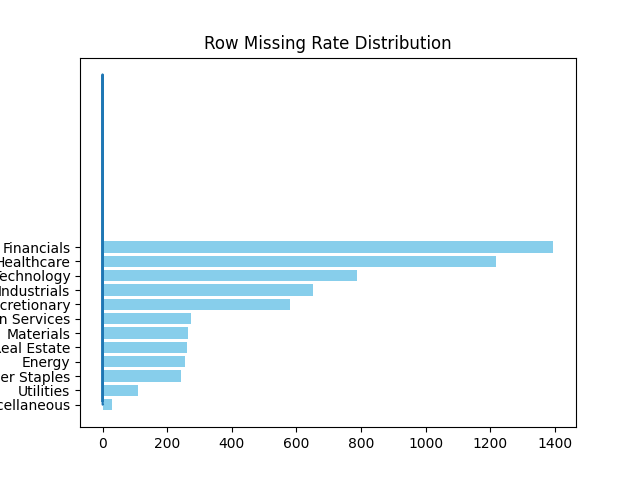 Row Missing Rate Distribution
Financials
Healthcare
echnology
ndustrials
cretionary
n Services
Materials
eal Estate
Energy
er Staples
Utilities
cellaneous
0 200 400 600 800 1000 1200 1400